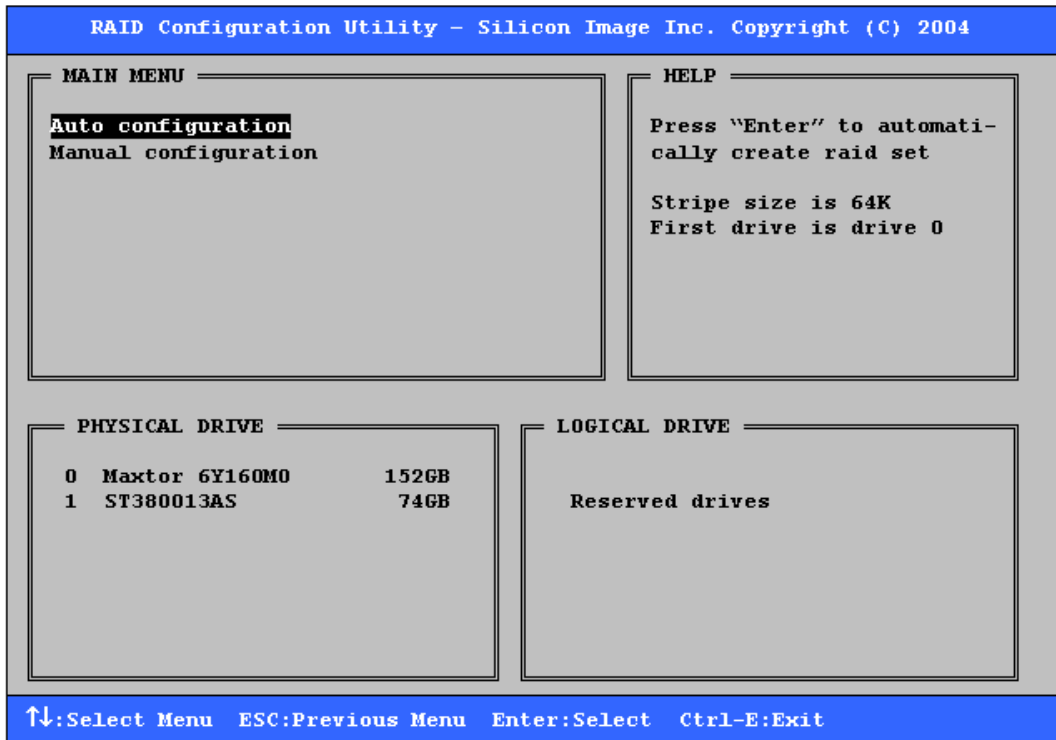 RAID Configuration Utility – Silicon Image Inc. Copyright (C) 2004
MAIN MENU
Auto configuration
Manual configuration
HELP
Press “Enter” to automati-
cally create raid set
Stripe size is 64K
First drive is drive 0
PHYSICAL DRIVE
0 Maxtor 6Y160M0 152GB
1 ST380013AS 74GB
LOGICAL DRIVE
Reserved drives
↑↓:Select Menu ESC:Previous Menu Enter:Select Ctrl-E:Exit